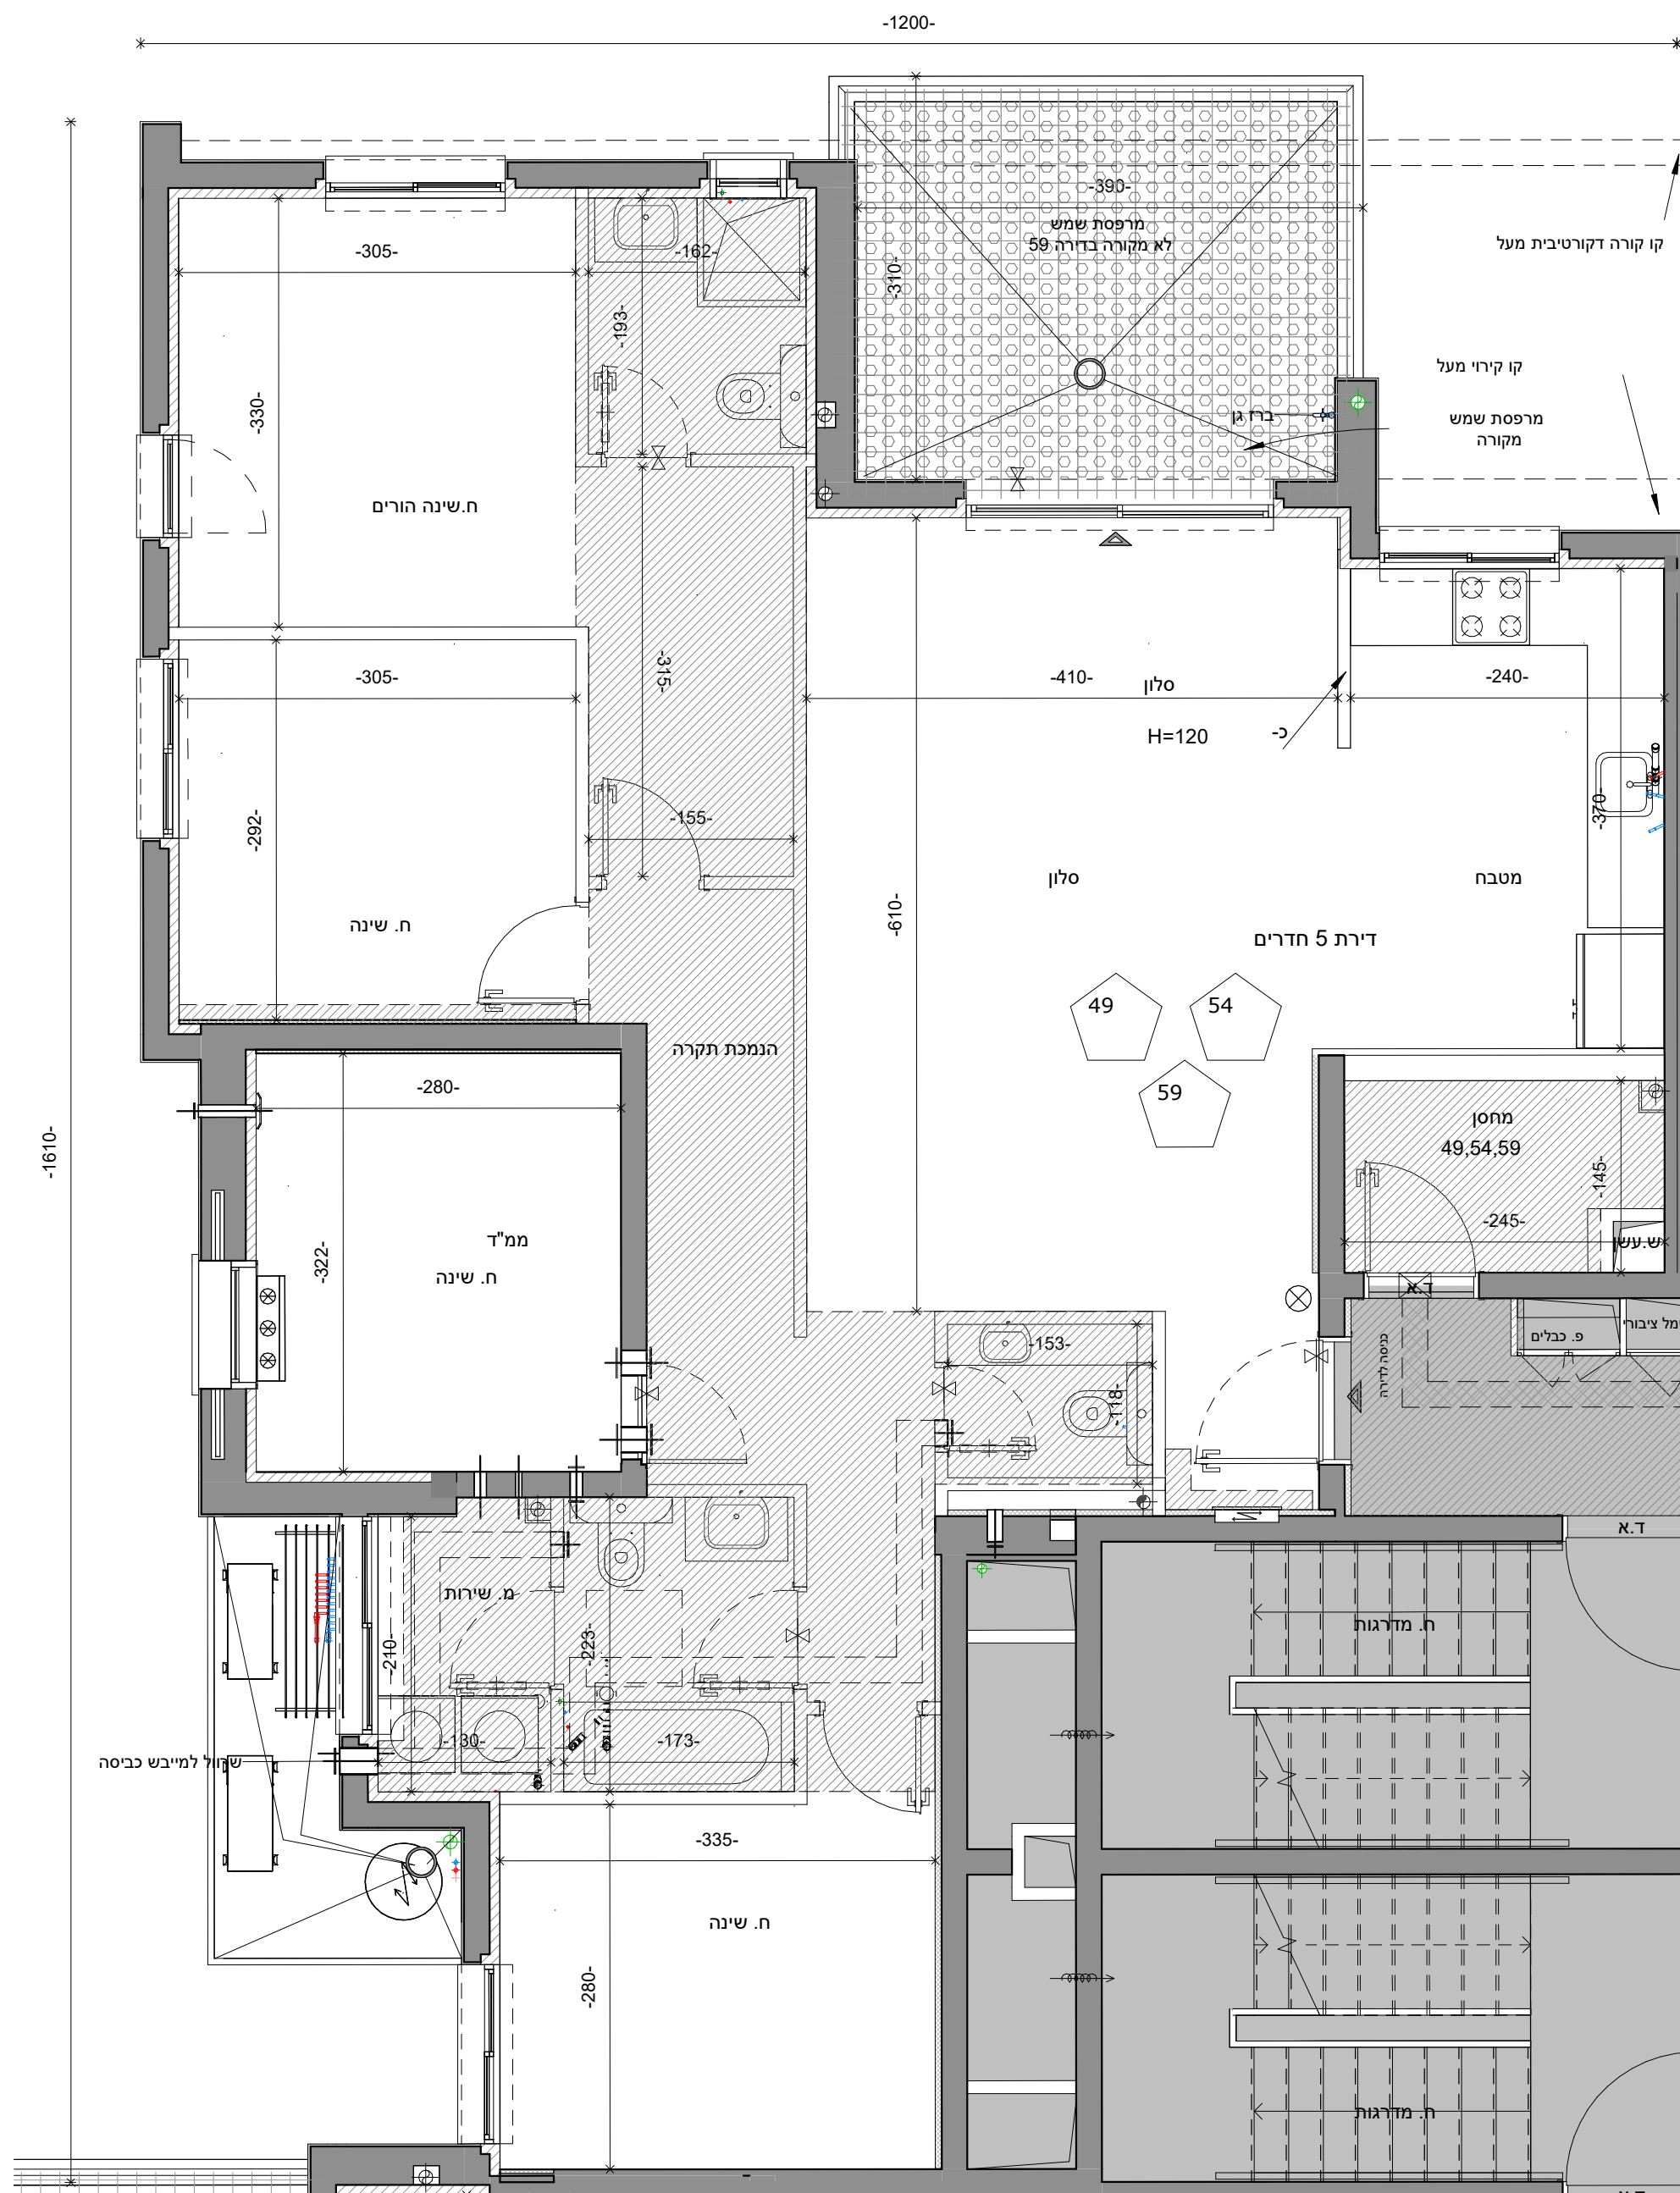 -1200-
-390-
מרפסת שמש
לא מקורה בדירה 59
קו קורה דקורטיבית מעל
-305-
-162-
-310-
-193-
קו קירוי מעל
-330-
ברז גן
מרפסת שמש
מקורה
ח.שינה הורים
-305-
-315-
-410-
סלון
-240-
H=120
כ-
-292-
-155-
-370-
סלון
מטבח
-610-
ח. שינה
דירת 5 חדרים
49
54
הנמכת תקרה
-280-
59
מחסן
49,54,59
-1610-
-145-
-245-
ממ"ד
ש.עשן
-322-
ח. שינה
ד.א
פ. כבלים
כניסה לדירה
-153-
-118-
ד.א
מ. שירות
ח. מדרגות
-210-
-223-
-130-
-173-
שרוול למייבש כביסה
-335-
ח. שינה
-280-
ח. מדרגות